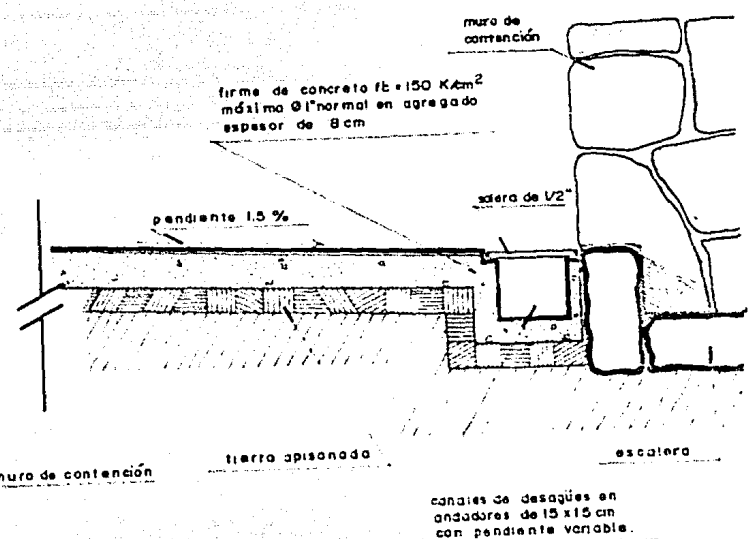 muro de
contención
firme de concreto fc = 150 K/cm²
máximo Ø 1" normal en agregado
espesor de 8 cm
solera de 1/2"
pendiente 1.5 %
muro de contención
tierra apisonada
escalera
canales de desagües en
andadores de 15 x 15 cm
con pendiente variable.